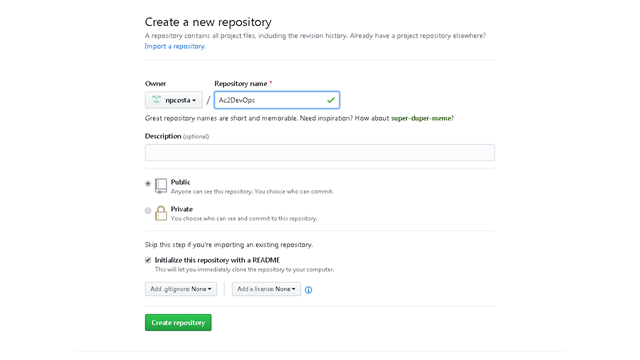 Create a new repository
A repository contains all project files, including the revision history. Already have a project repository elsewhere?
Import a repository.
Owner Repository name *
npcosta / Ac2DevOps
Great repository names are short and memorable. Need inspiration? How about super-duper-meme?
Description (optional)
Public
Anyone can see this repository. You choose who can commit.
Private
You choose who can see and commit to this repository.
Skip this step if you're importing an existing repository.
Initialize this repository with a README
This will let you immediately clone the repository to your computer.
Add .gitignore: None Add a license: None
Create repository